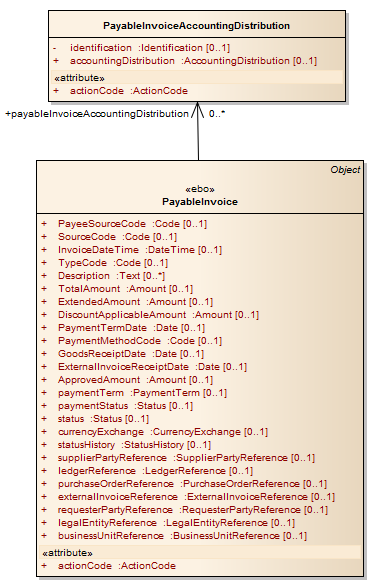 PayableInvoiceAccountingDistribution
- identification :Identification [0..1]
+ accountingDistribution :AccountingDistribution [0..1]
«attribute»
+ actionCode :ActionCode
+payableInvoiceAccountingDistribution 0..*
Object
«ebo»
PayableInvoice
+ PayeeSourceCode :Code [0..1]
+ SourceCode :Code [0..1]
+ InvoiceDateTime :DateTime [0..1]
+ TypeCode :Code [0..1]
+ Description :Text [0..*]
+ TotalAmount :Amount [0..1]
+ ExtendedAmount :Amount [0..1]
+ DiscountApplicableAmount :Amount [0..1]
+ PaymentTermDate :Date [0..1]
+ PaymentMethodCode :Code [0..1]
+ GoodsReceiptDate :Date [0..1]
+ ExternalInvoiceReceiptDate :Date [0..1]
+ ApprovedAmount :Amount [0..1]
+ paymentTerm :PaymentTerm [0..1]
+ paymentStatus :Status [0..1]
+ status :Status [0..1]
+ currencyExchange :CurrencyExchange [0..1]
+ statusHistory :StatusHistory [0..1]
+ supplierPartyReference :SupplierPartyReference [0..1]
+ ledgerReference :LedgerReference [0..1]
+ purchaseOrderReference :PurchaseOrderReference [0..1]
+ externalInvoiceReference :ExternalInvoiceReference [0..1]
+ requesterPartyReference :RequesterPartyReference [0..1]
+ legalEntityReference :LegalEntityReference [0..1]
+ businessUnitReference :BusinessUnitReference [0..1]
«attribute»
+ actionCode :ActionCode